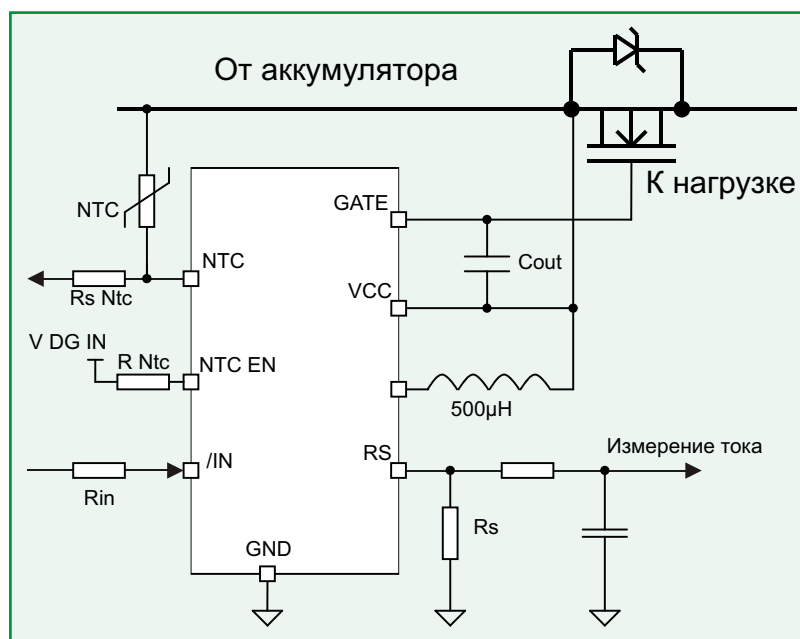 От аккумулятора
К нагрузке
NTC
GATE
NTC
Cout
Rs Ntc
VCC
V DG IN
R Ntc
NTC EN
500µH
RS
Измерение тока
/IN
Rin
Rs
GND